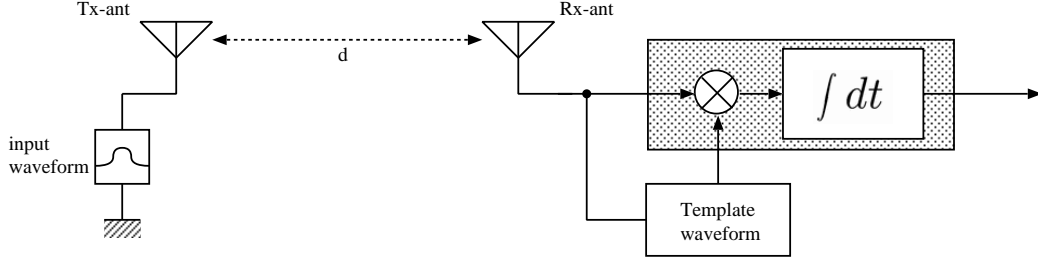 Tx-ant
Rx-ant
d
∫ dt
input
waveform
Template
waveform